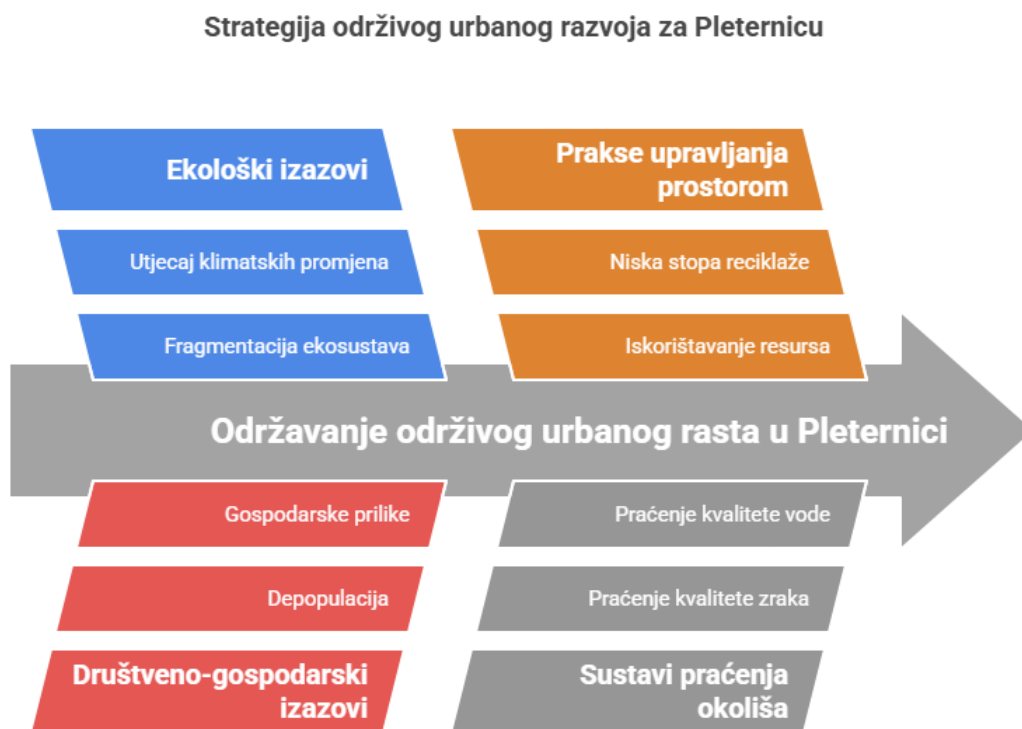 Strategija održivog urbanog razvoja za Pleternicu
Ekološki izazovi
Utjecaj klimatskih promjena
Fragmentacija ekosustava
Prakse upravljanja
prostorom
Niska stopa reciklaže
Iskorištavanje resursa
Održavanje održivog urbanog rasta u Pleternici
Gospodarske prilike
Depopulacija
Društveno-gospodarski
izazovi
Praćenje kvalitete vode
Praćenje kvalitete zraka
Sustavi praćenja
okoliša